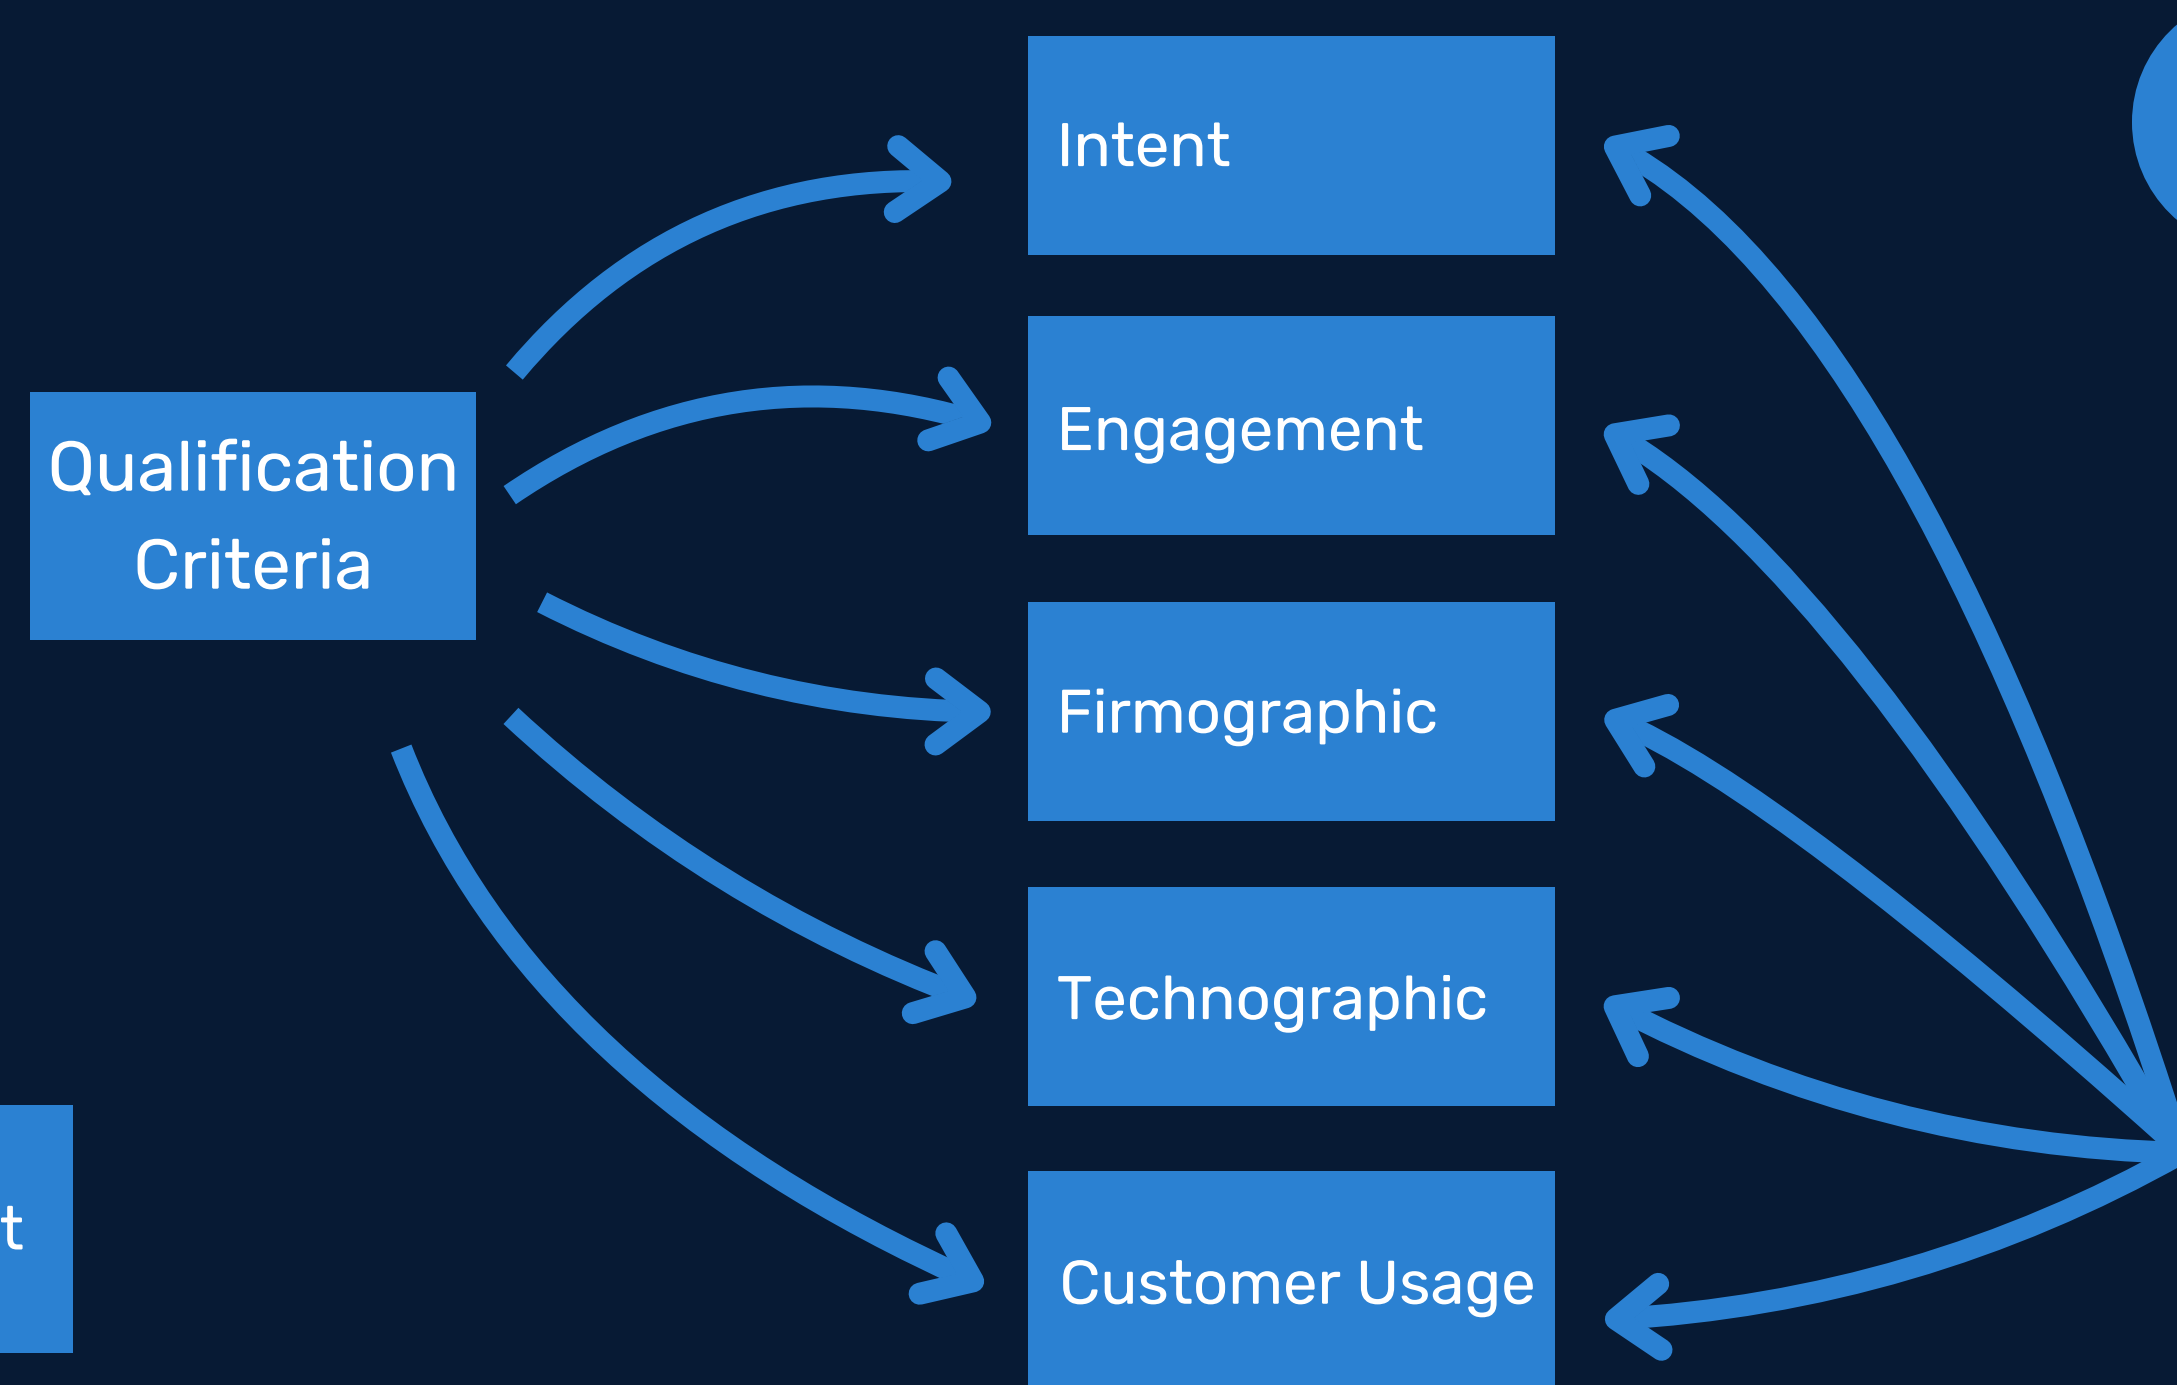 Qualification
Criteria
Intent
Engagement
Firmographic
Technographic
Customer Usage
t